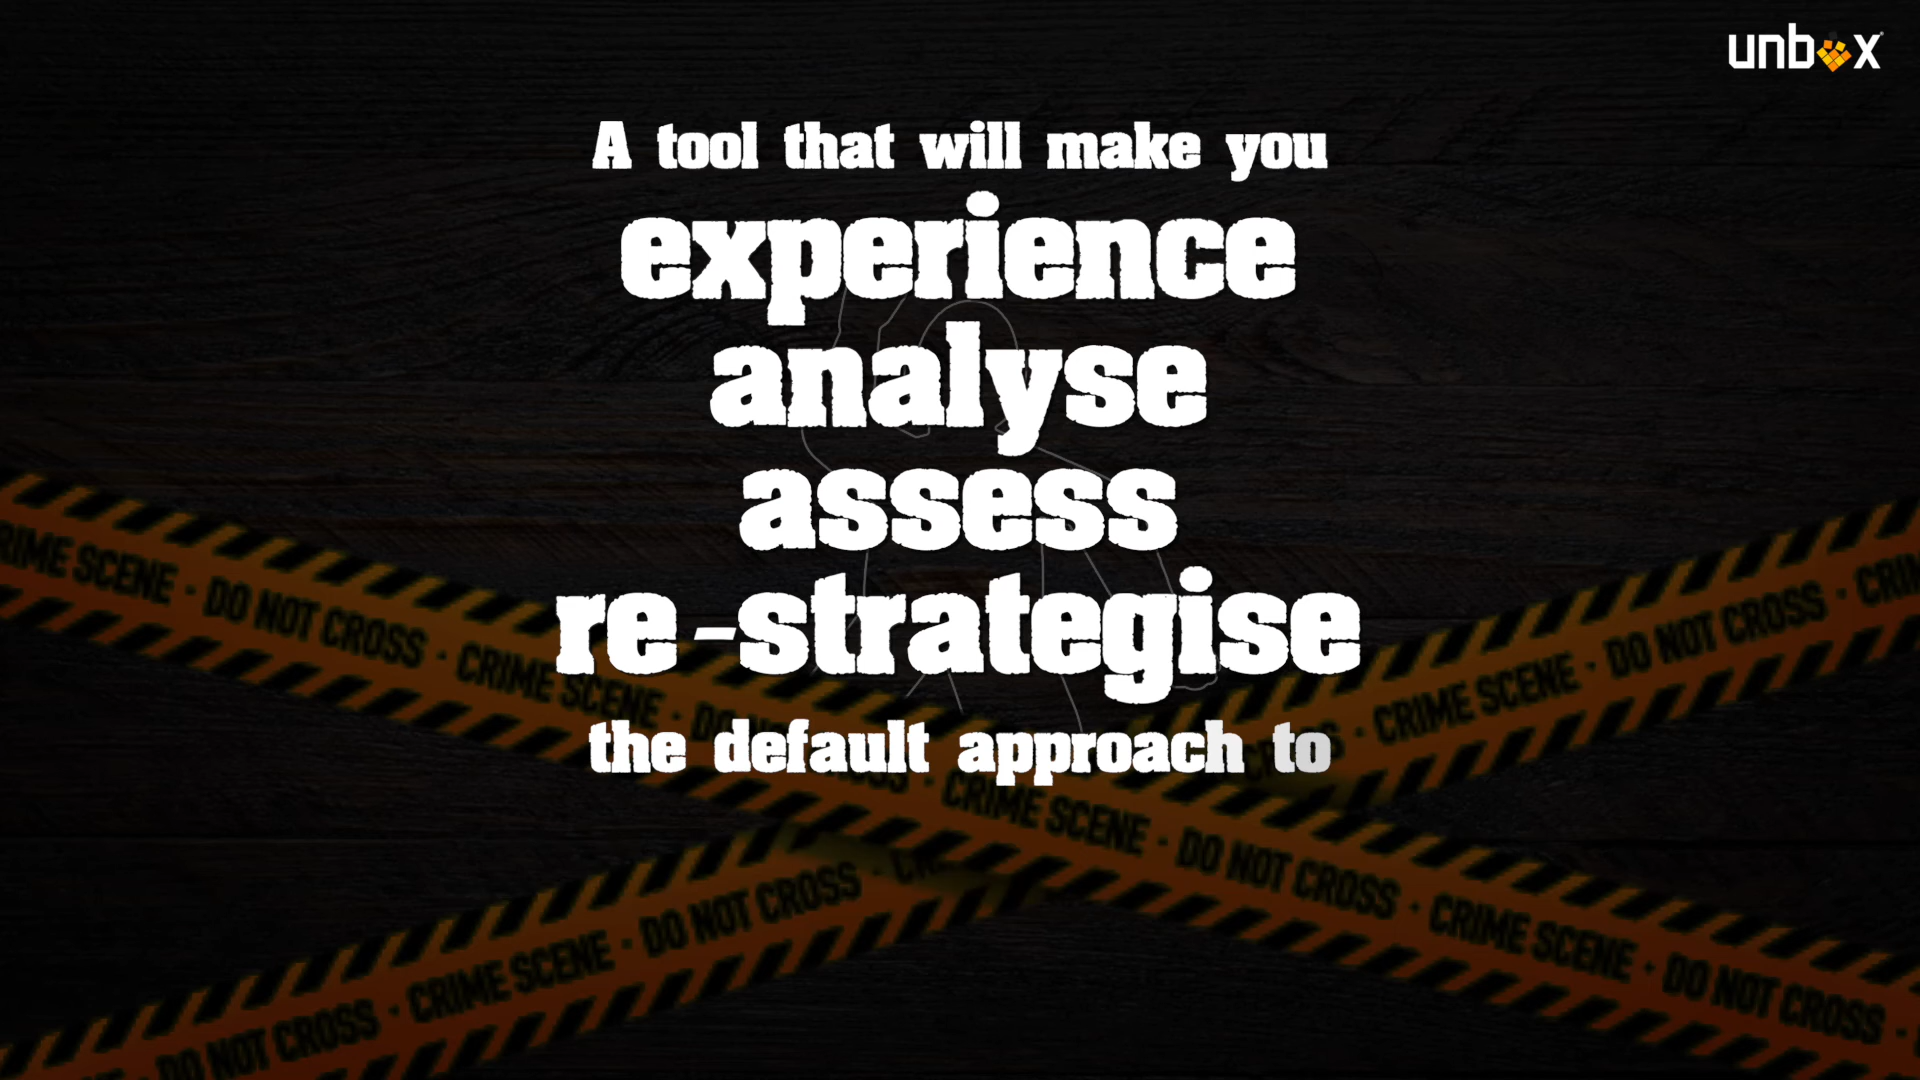 unbox
A tool that will make you
experience
analyse
assess
re-strategise
the default approach to
CRIME SCENE · DO NOT CROSS · CRIME SCENE · DO NOT CROSS · CRIME SCENE · DO NOT CROSS · CRIME SCENE · DO NOT CROSS ·
DO NOT CROSS · CRIME SCENE · DO NOT CROSS · CROSS · CRIME SCENE · DO NOT CROSS ·